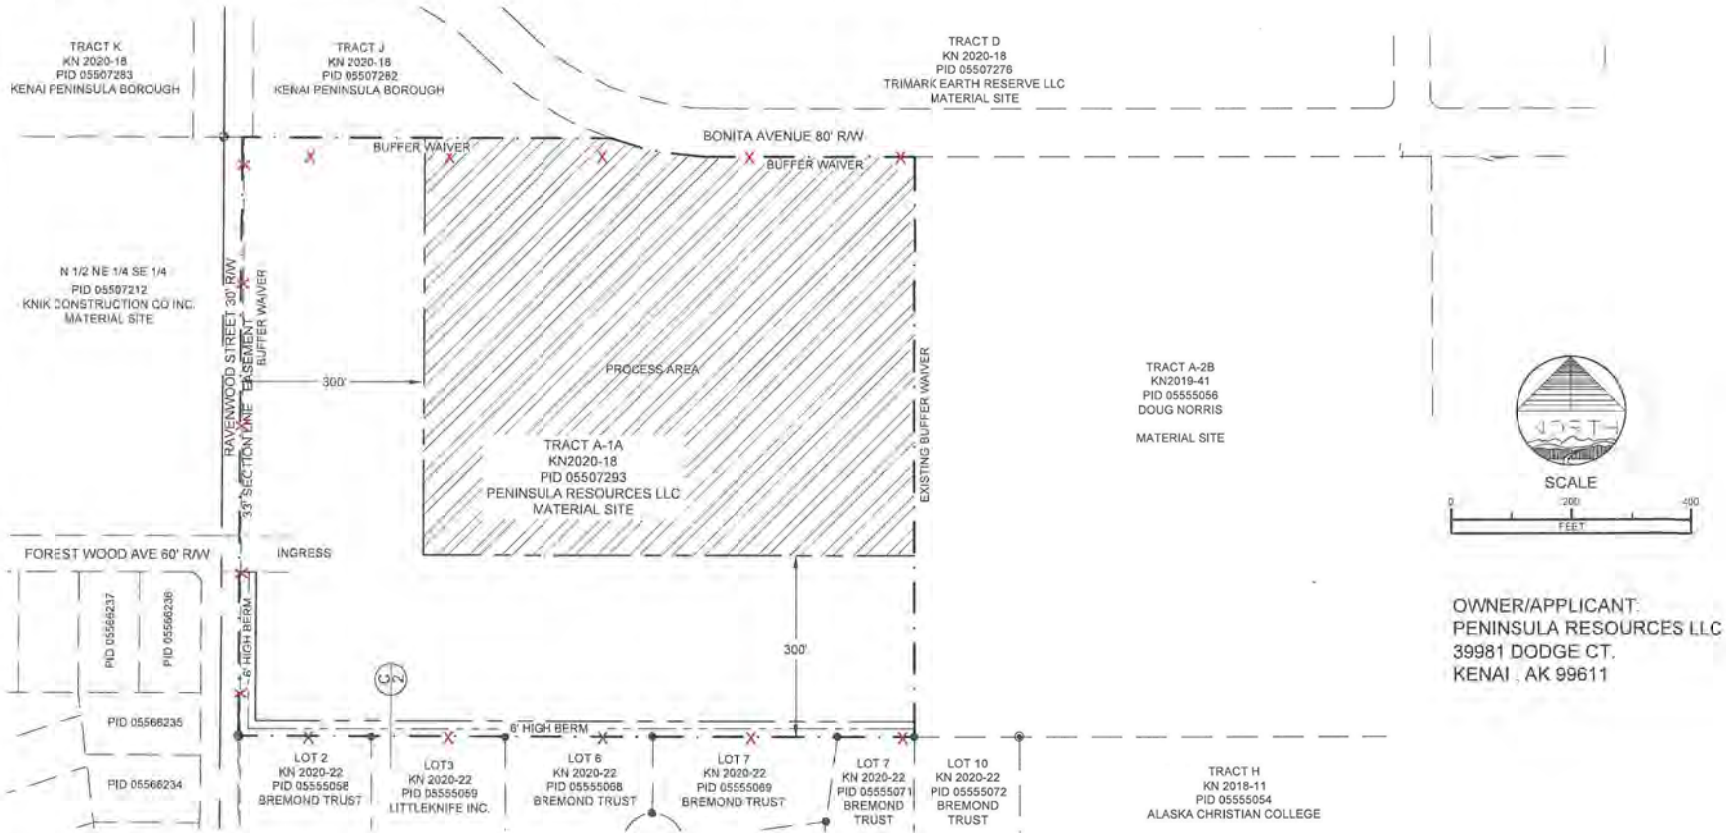 TRACT K
KN 2020-18
PID 05507283
KENAI PENINSULA BOROUGH
TRACT J
KN 2020-18
PID 05507262
KENAI PENINSULA BOROUGH
TRACT D
KN 2020-18
PID 05507276
TRIMARK EARTH RESERVE LLC
MATERIAL SITE
BONITA AVENUE 80' R/W
BUFFER WAIVER
BUFFER WAIVER
N 1/2 NE 1/4 SE 1/4
PID 05507212
KNIK CONSTRUCTION CO INC.
MATERIAL SITE
RAVENWOOD STREET 30' R/W
33' SECTION LINE EASEMENT
BUFFER WAIVER
300'
PROCESS AREA
TRACT A-1A
KN2020-18
PID 05507293
PENINSULA RESOURCES LLC
MATERIAL SITE
EXISTING BUFFER WAIVER
TRACT A-2B
KN2019-41
PID 05555056
DOUG NORRIS
MATERIAL SITE
NORTH
SCALE
0 200 400
FEET
FOREST WOOD AVE 60' R/W
INGRESS
PID 05566237
PID 05566236
6' HIGH BERM
C
2
300'
OWNER/APPLICANT:
PENINSULA RESOURCES LLC
39981 DODGE CT.
KENAI , AK 99611
PID 05566235
6' HIGH BERM
PID 05566234
LOT 2
KN 2020-22
PID 05555058
BREMOND TRUST
LOT3
KN 2020-22
PID 05555059
LITTLEKNIFE INC.
LOT 6
KN 2020-22
PID 05555068
BREMOND TRUST
LOT 7
KN 2020-22
PID 05555069
BREMOND TRUST
LOT 7
KN 2020-22
PID 05555071
BREMOND
TRUST
LOT 10
KN 2020-22
PID 05555072
BREMOND
TRUST
TRACT H
KN 2018-11
PID 05555054
ALASKA CHRISTIAN COLLEGE